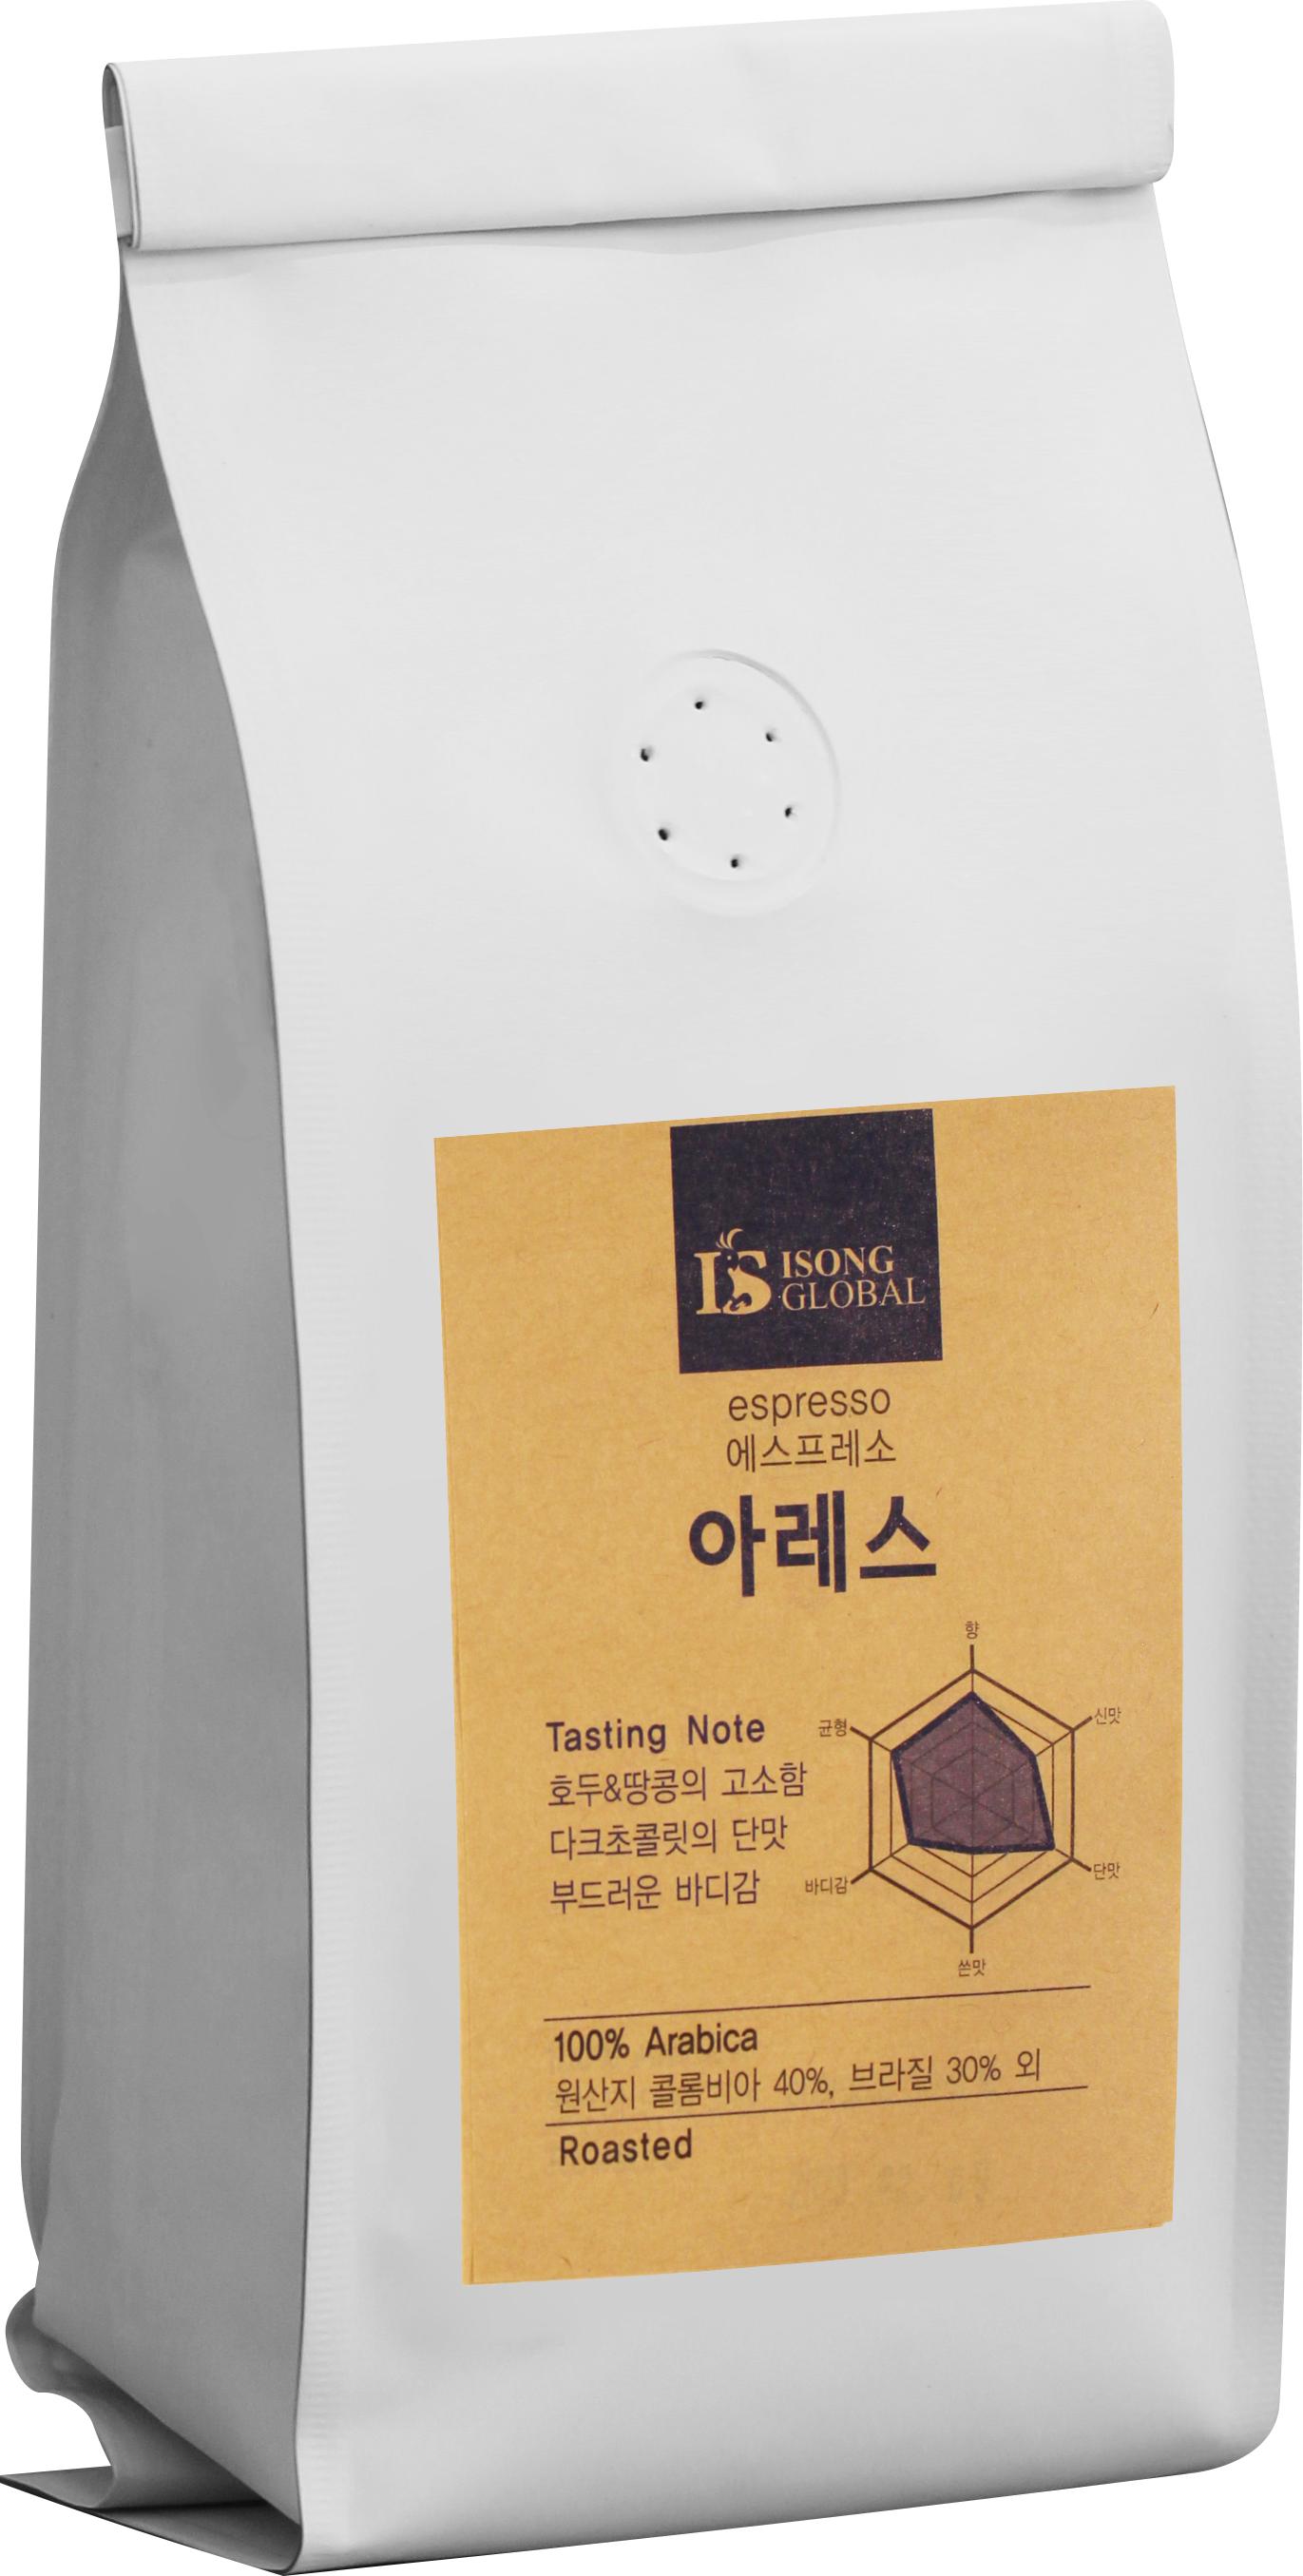 IS ISONG
GLOBAL
espresso
에스프레소
아레스
Tasting Note
호두&땅콩의 고소함
다크초콜릿의 단맛
부드러운 바디감
향
균형
신맛
바디감
단맛
쓴맛
100% Arabica
원산지 콜롬비아 40%, 브라질 30% 외
Roasted